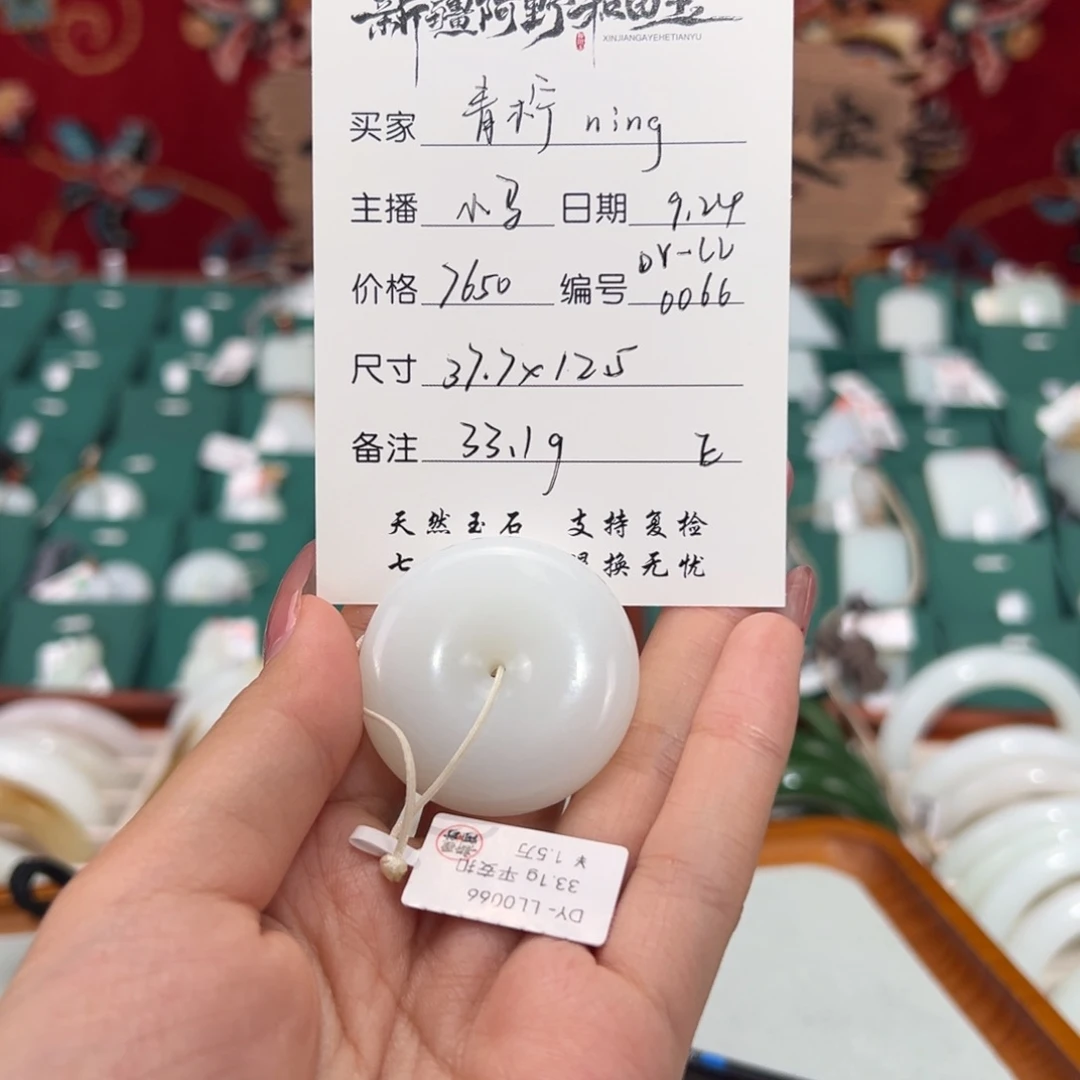 新疆阿野和田玉
XINJIANGAYEHETIANYU
买家 青柠 ning
主播 小马 日期 9.24
价格 7650 编号 DY-LL 0066
尺寸 37.7x12.5
备注 33.1g E
天然玉石 支持复检
七 退换无忧
DY-LL0066
33.1g 平安扣
¥ 1.5万